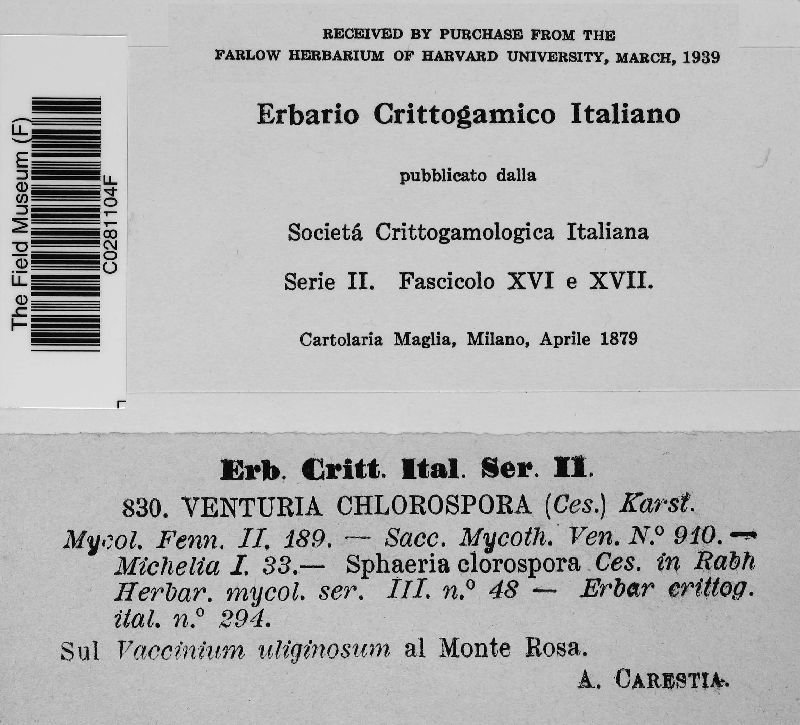 RECEIVED BY PURCHASE FROM THE
FARLOW HERBARIUM OF HARVARD UNIVERSITY, MARCH, 1939
Erbario Crittogamico Italiano
pubblicato dalla
Societá Crittogamologica Italiana
Serie II. Fascicolo XVI e XVII.
Cartolaria Maglia, Milano, Aprile 1879
The Field Museum (F)
C0281104F
Erb. Critt. Ital. Ser. II.
830. VENTURIA CHLOROSPORA (Ces.) Karst.
Mycol. Fenn. II. 189. — Sacc. Mycoth. Ven. N.º 910. —
Michelia I. 33.— Sphaeria clorospora Ces. in Rabh
Herbar. mycol. ser. III. n.º 48 — Erbar crittog.
ital. n.º 294.
Sul Vaccinium uliginosum al Monte Rosa.
A. CARESTIA.